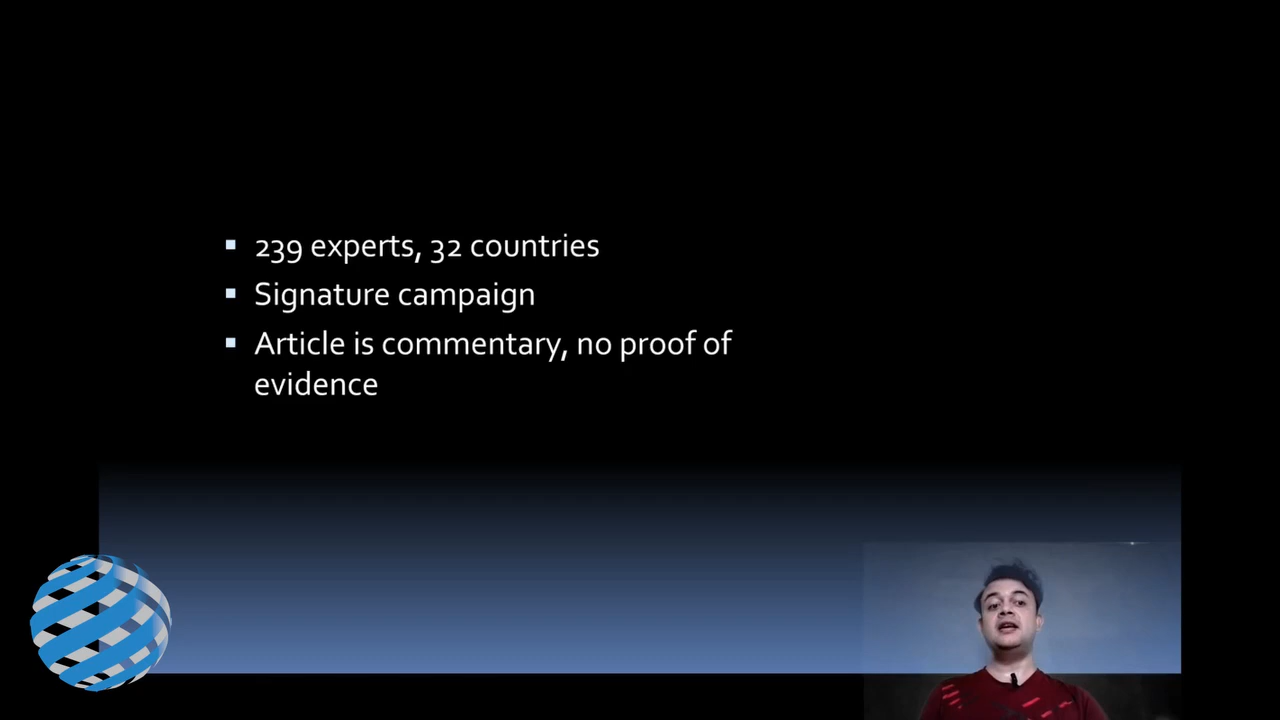 239 experts, 32 countries
Signature campaign
Article is commentary, no proof of
evidence